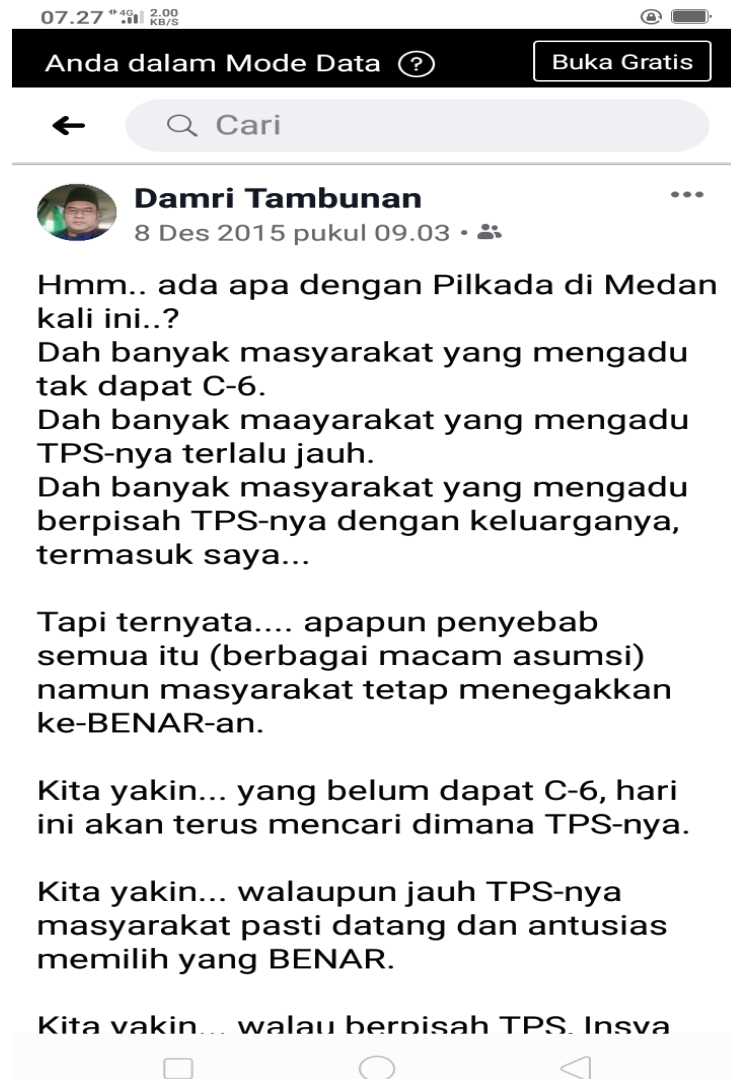 07.27 4G 2.00 KB/S
Anda dalam Mode Data ? Buka Gratis
Cari
Damri Tambunan
8 Des 2015 pukul 09.03 •
Hmm.. ada apa dengan Pilkada di Medan
kali ini..?
Dah banyak masyarakat yang mengadu
tak dapat C-6.
Dah banyak maayarakat yang mengadu
TPS-nya terlalu jauh.
Dah banyak masyarakat yang mengadu
berpisah TPS-nya dengan keluarganya,
termasuk saya...
Tapi ternyata.... apapun penyebab
semua itu (berbagai macam asumsi)
namun masyarakat tetap menegakkan
ke-BENAR-an.
Kita yakin... yang belum dapat C-6, hari
ini akan terus mencari dimana TPS-nya.
Kita yakin... walaupun jauh TPS-nya
masyarakat pasti datang dan antusias
memilih yang BENAR.
Kita yakin... walau berpisah TPS. Insya